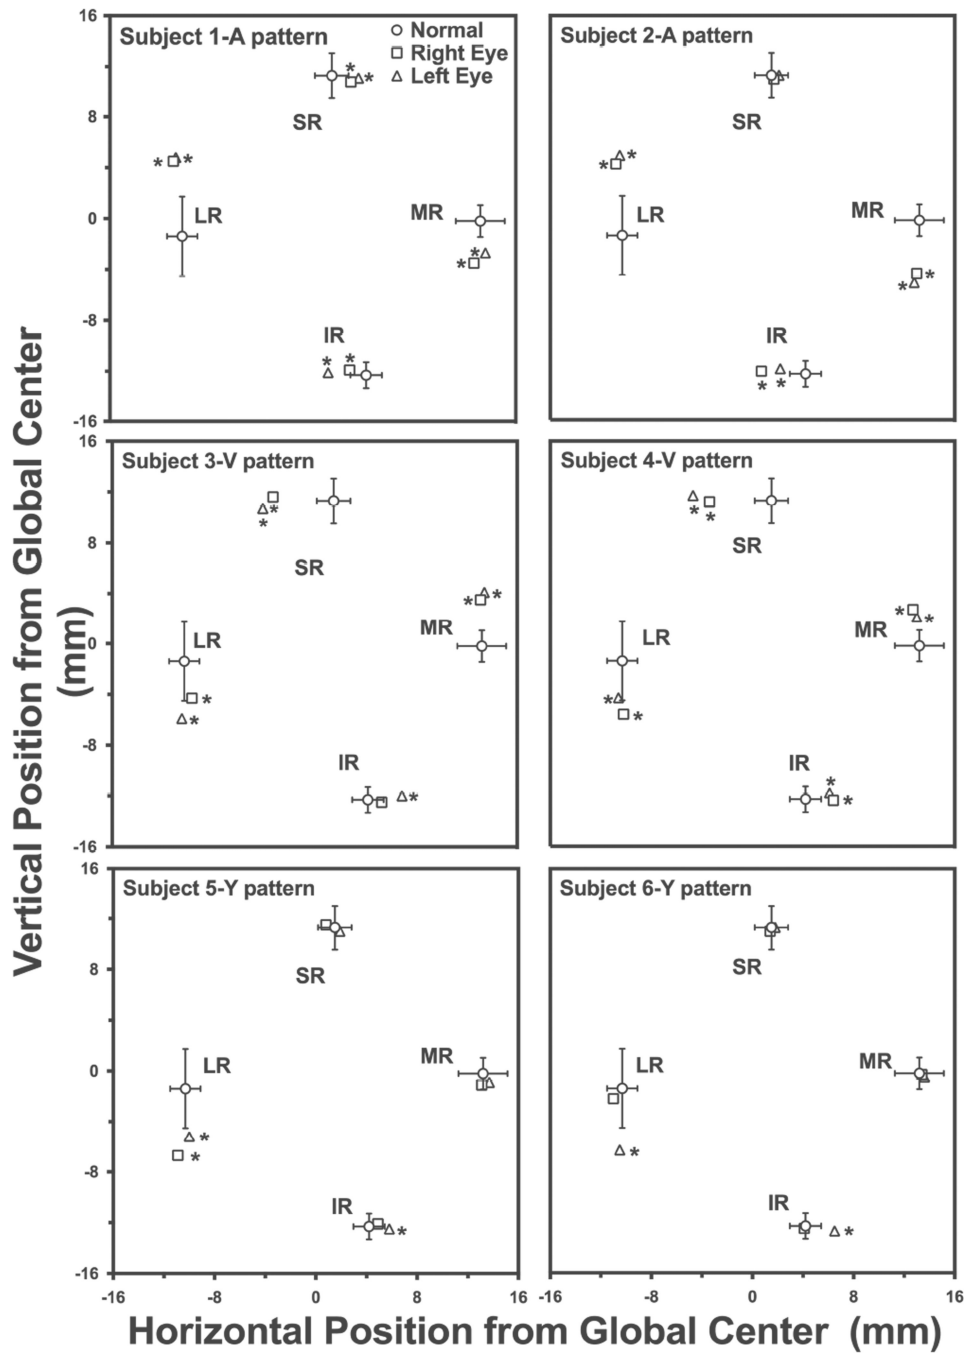 Vertical Position from Global Center
(mm)
16
8
0
-8
-16
Subject 1-A pattern
Normal
Right Eye
Left Eye
* *
SR
* *
LR
MR
*
*
IR
* *
Subject 2-A pattern
SR
* *
LR
MR
*
*
IR
* *
16
8
0
-8
-16
Subject 3-V pattern
*
*
SR
* *
MR
LR
*
*
IR
*
Subject 4-V pattern
* *
SR
*
*
MR
LR
*
*
IR
*
*
16
8
0
-8
-16
Subject 5-Y pattern
SR
MR
LR
*
*
IR
*
-16 -8 0 8 16
Subject 6-Y pattern
SR
MR
LR
*
IR
*
-16 -8 0 8 16
Horizontal Position from Global Center (mm)